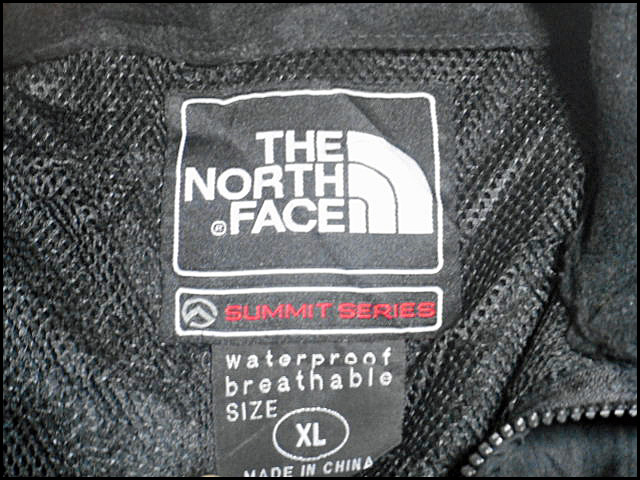 THE
NORTH
® FACE
SUMMIT SERIES
waterproof
breathable
SIZE
XL
MADE IN CHINA